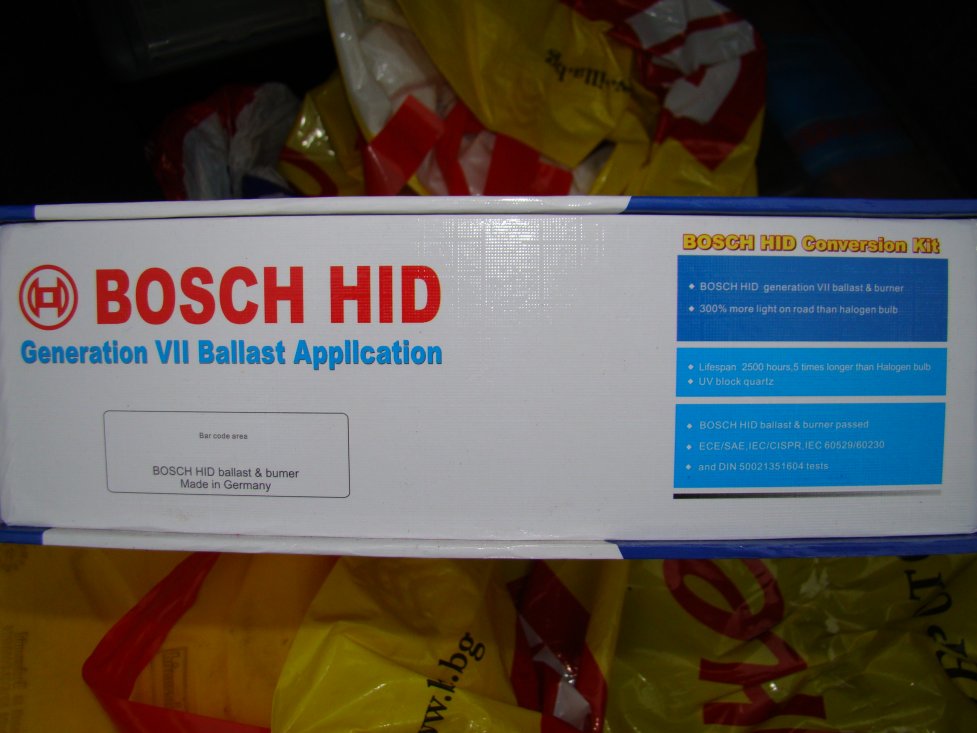 BOSCH HID
Generation VII Ballast Application
Bar code area
BOSCH HID ballast & bumer
Made in Germany
BOSCH HID Conversion Kit
BOSCH HID generation VII ballast & burner
300% more light on road than halogen bulb
Lifespan 2500 hours,5 times longer than Halogen bulb
UV block quartz
BOSCH HID ballast & burner passed
ECE/SAE,IEC/CISPR,IEC 60529/60230
and DIN 50021351604 tests